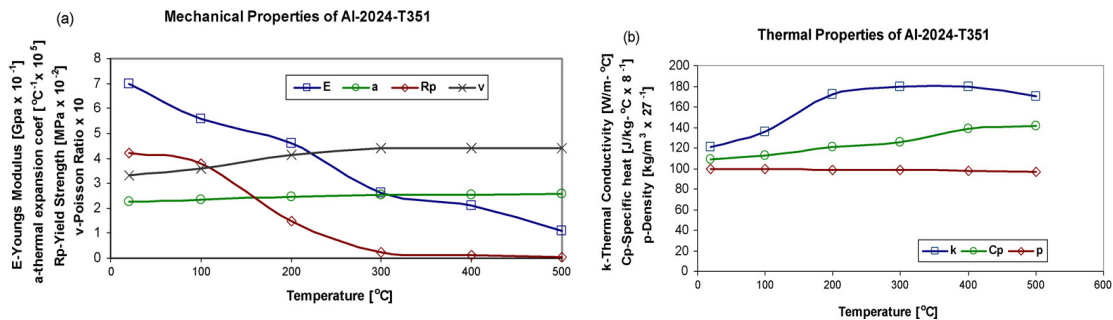 (a)
Mechanical Properties of Al-2024-T351
E-Youngs Modulus [Gpa x 10⁻¹]
a-thermal expansion coef [°C⁻¹x 10⁵]
Rp-Yield Strength [MPa x 10⁻²]
v-Poisson Ratio x 10
8
7
6
5
4
3
2
1
0
E a Rp v
0 100 200 300 400 500
Temperature [°C]
(b)
Thermal Properties of Al-2024-T351
k-Thermal Conductivity [W/m-°C]
Cp-Specific heat [J/kg-°C x 8⁻¹]
p-Density [kg/m³ x 27⁻¹]
200
180
160
140
120
100
80
60
40
20
0
k Cp p
0 100 200 300 400 500 600
Temperature [°C]